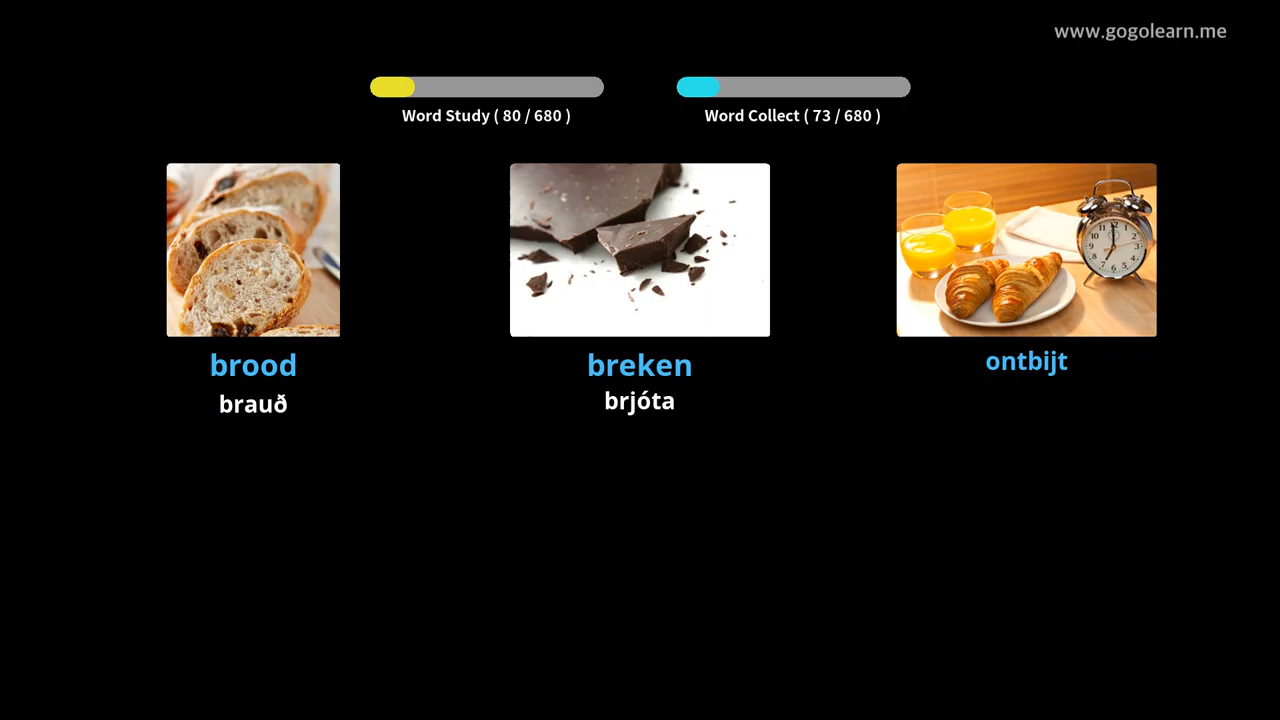 www.gogolearn.me
Word Study ( 80 / 680 )
Word Collect ( 73 / 680 )
brood
breken
ontbijt
brauð
brjóta